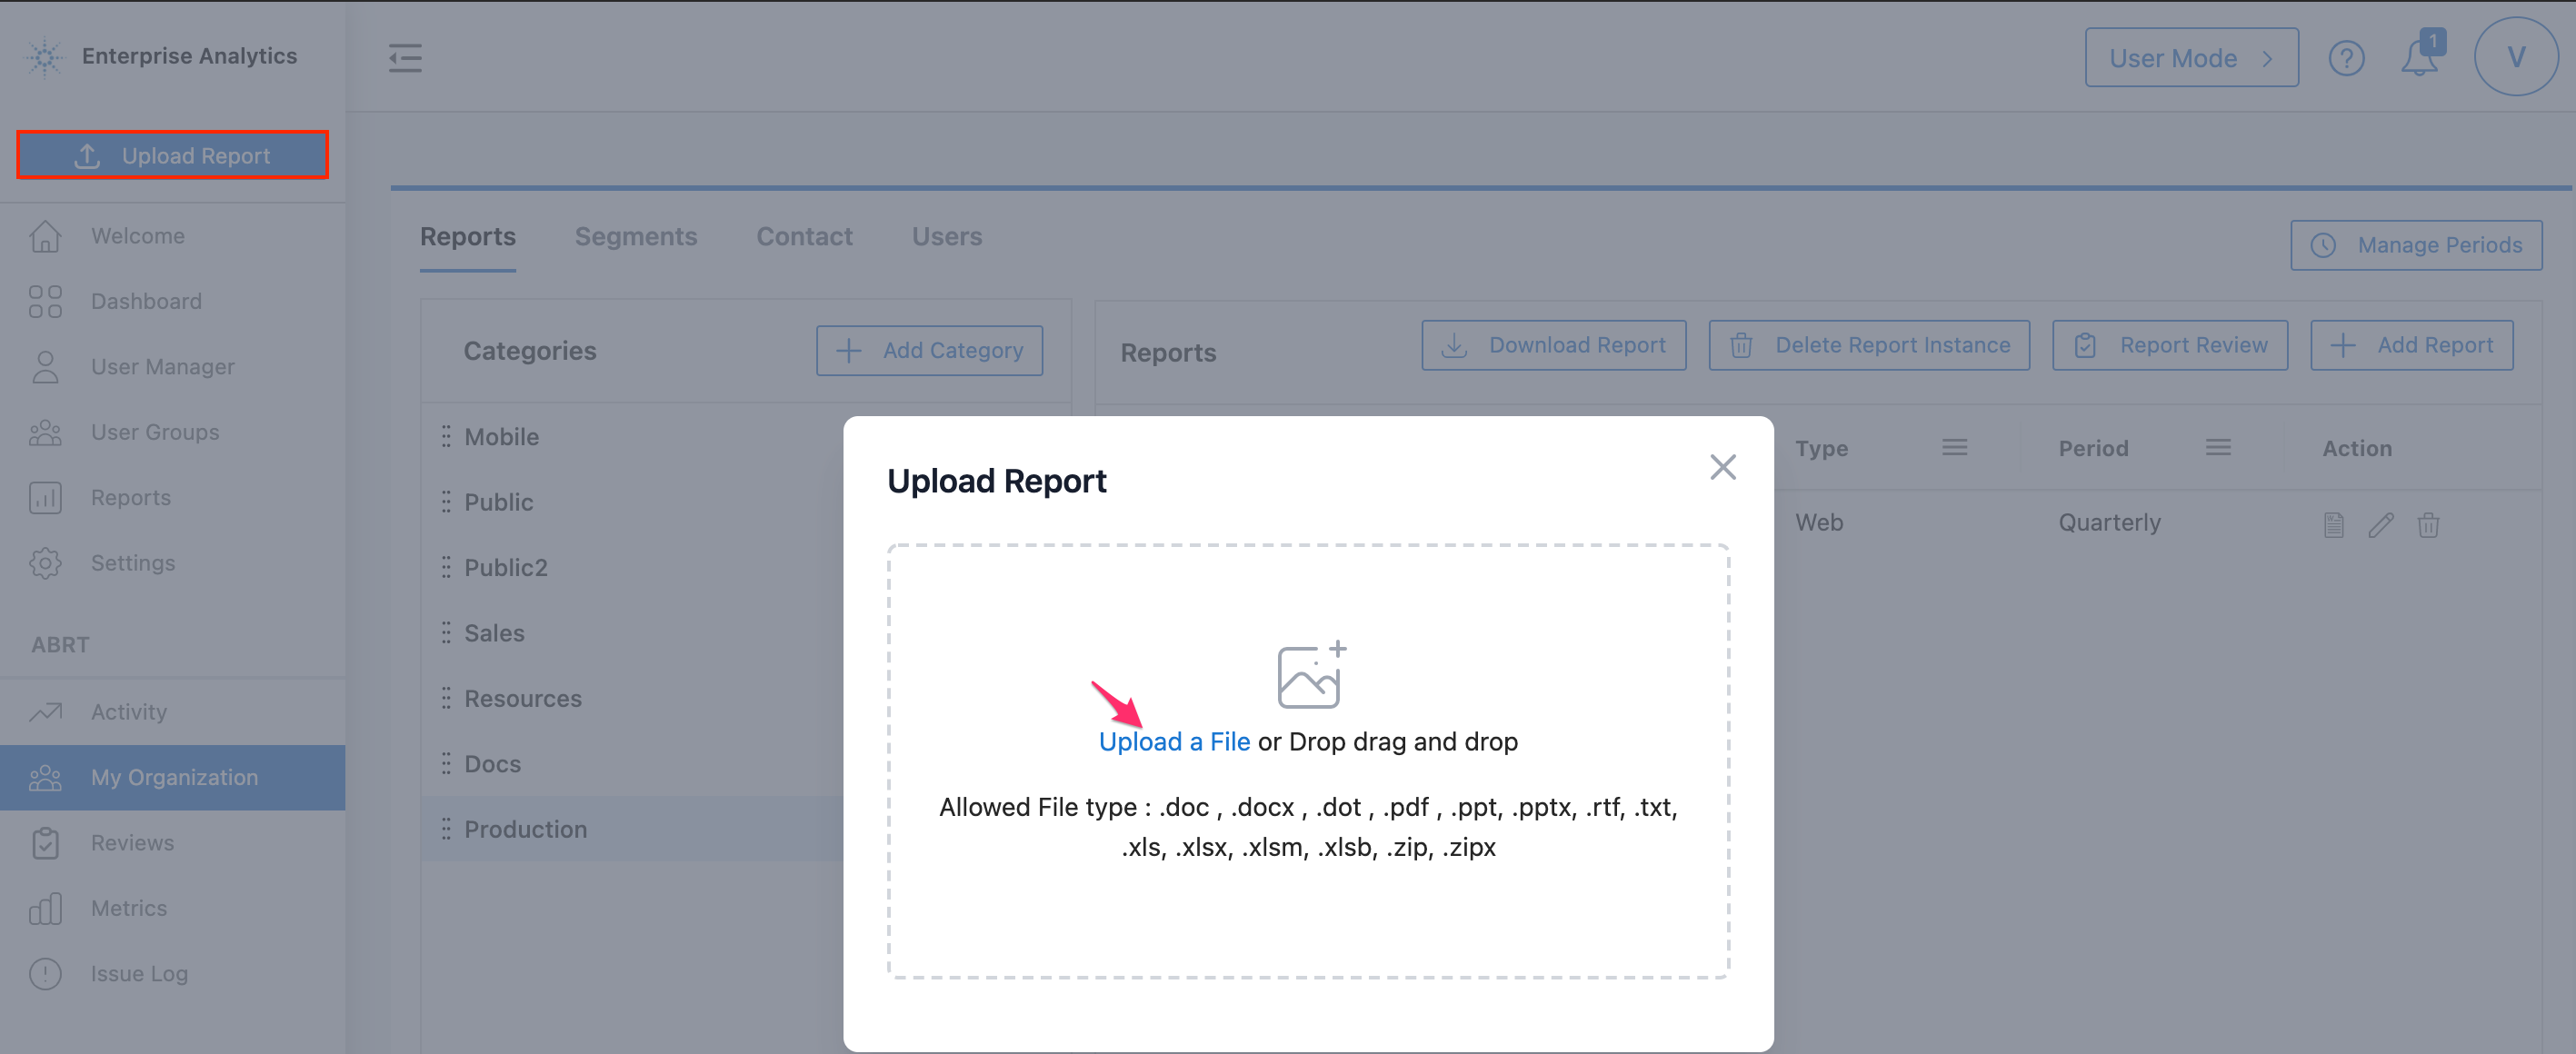 Enterprise Analytics
User Mode
1
V
Upload Report
Welcome
Dashboard
User Manager
User Groups
Reports
Settings
ABRT
Activity
My Organization
Reviews
Metrics
Issue Log
Reports Segments Contact Users
Manage Periods
Categories
Add Category
Mobile
Public
Public2
Sales
Resources
Docs
Production
Reports
Download Report
Delete Report Instance
Report Review
Add Report
Type Period Action
Web Quarterly
Upload Report
Upload a File or Drop drag and drop
Allowed File type : .doc , .docx , .dot , .pdf , .ppt, .pptx, .rtf, .txt,
.xls, .xlsx, .xlsm, .xlsb, .zip, .zipx